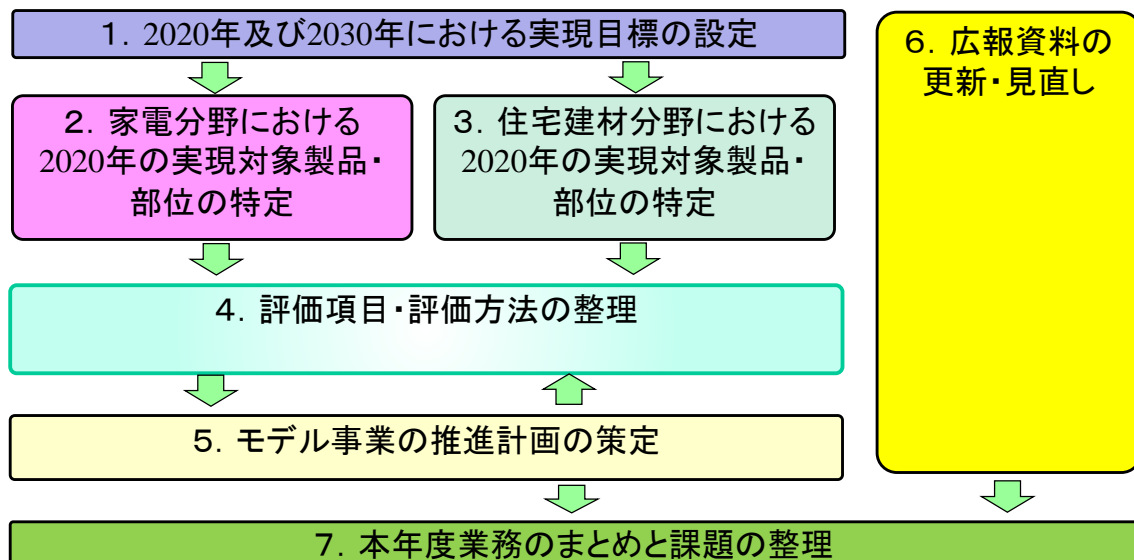 1．2020年及び2030年における実現目標の設定
2．家電分野における
2020年の実現対象製品・
部位の特定
3．住宅建材分野における
2020年の実現対象製品・
部位の特定
4．評価項目・評価方法の整理
5．モデル事業の推進計画の策定
6．広報資料の
更新・見直し
7．本年度業務のまとめと課題の整理